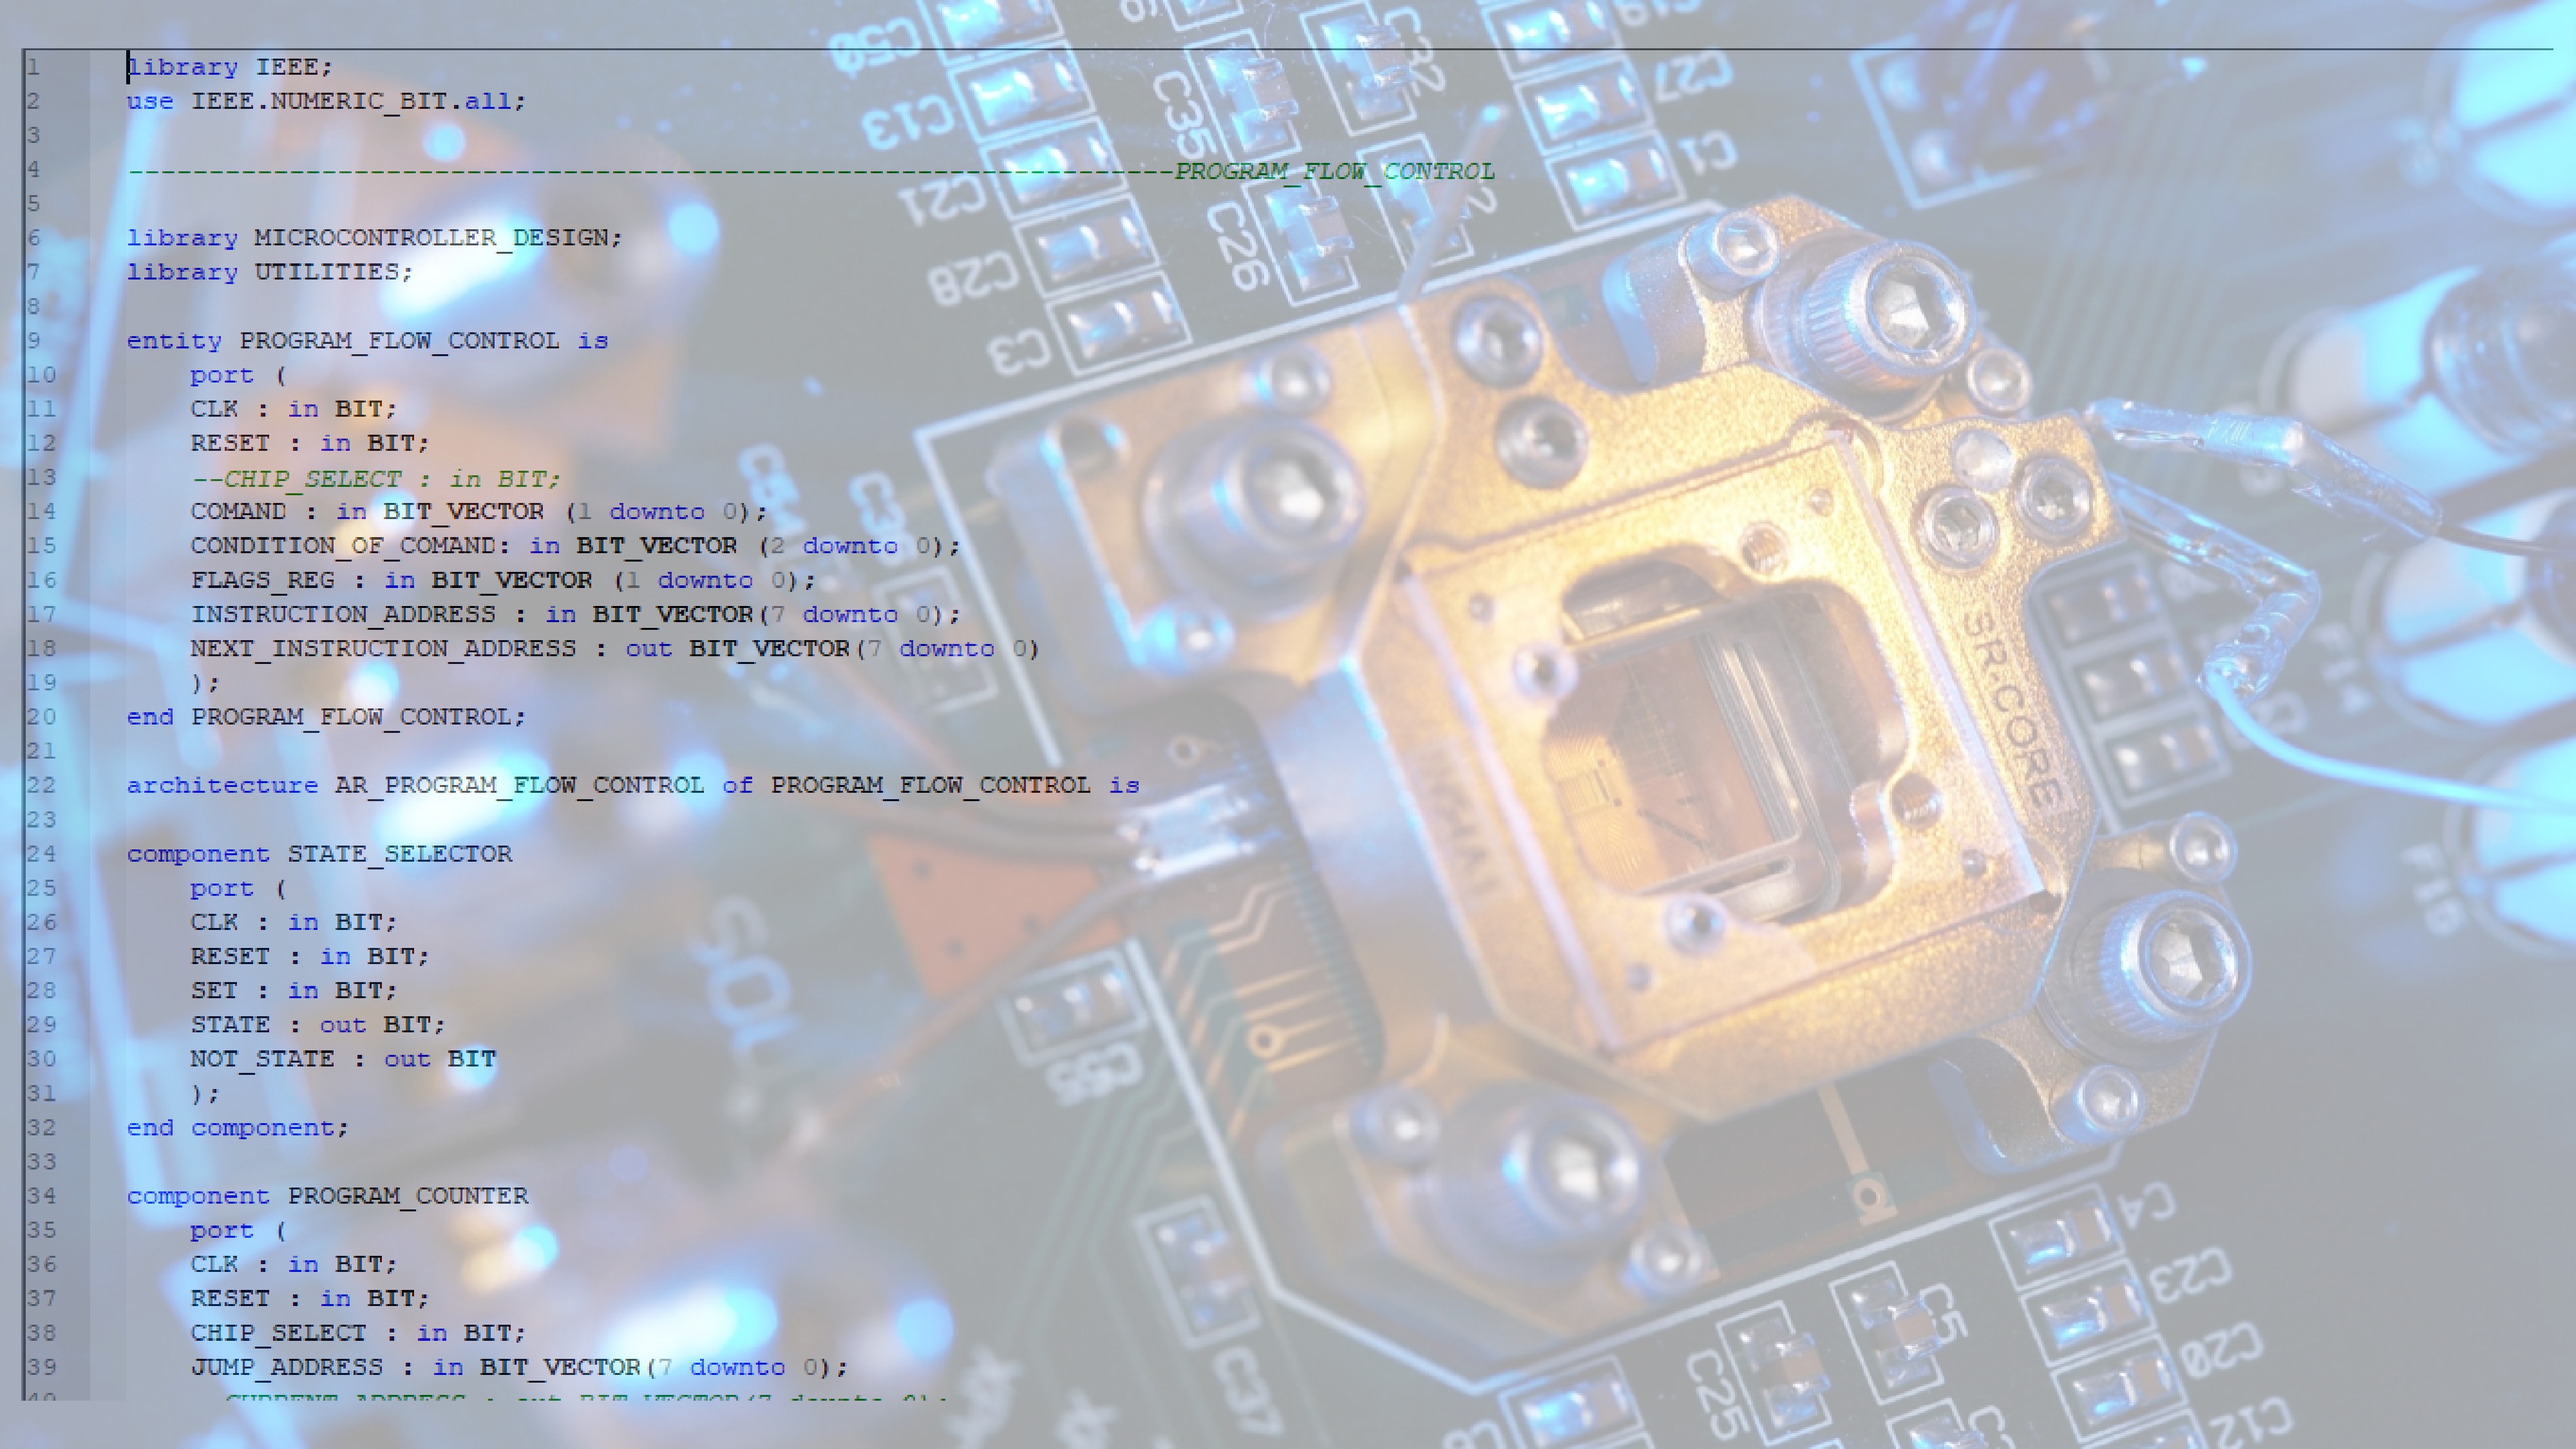 1 library IEEE;
2 use IEEE.NUMERIC_BIT.all;
3
4 -----------------------------------------------------------------PROGRAM_FLOW_CONTROL
5
6 library MICROCONTROLLER_DESIGN;
7 library UTILITIES;
8
9 entity PROGRAM_FLOW_CONTROL is
10 port (
11 CLK : in BIT;
12 RESET : in BIT;
13 --CHIP_SELECT : in BIT;
14 COMAND : in BIT_VECTOR (1 downto 0);
15 CONDITION_OF_COMAND: in BIT_VECTOR (2 downto 0);
16 FLAGS_REG : in BIT_VECTOR (1 downto 0);
17 INSTRUCTION_ADDRESS : in BIT_VECTOR(7 downto 0);
18 NEXT_INSTRUCTION_ADDRESS : out BIT_VECTOR(7 downto 0)
19 );
20 end PROGRAM_FLOW_CONTROL;
21
22 architecture AR_PROGRAM_FLOW_CONTROL of PROGRAM_FLOW_CONTROL is
23
24 component STATE_SELECTOR
25 port (
26 CLK : in BIT;
27 RESET : in BIT;
28 SET : in BIT;
29 STATE : out BIT;
30 NOT_STATE : out BIT
31 );
32 end component;
33
34 component PROGRAM_COUNTER
35 port (
36 CLK : in BIT;
37 RESET : in BIT;
38 CHIP_SELECT : in BIT;
39 JUMP_ADDRESS : in BIT_VECTOR(7 downto 0);
C50
C13
C21
C28
C3
C35
C26
C32
C19
C27
C1
C54
SR.CORE
F14
F16
C55
C37
C4
C23
C5
C20
C25
C12